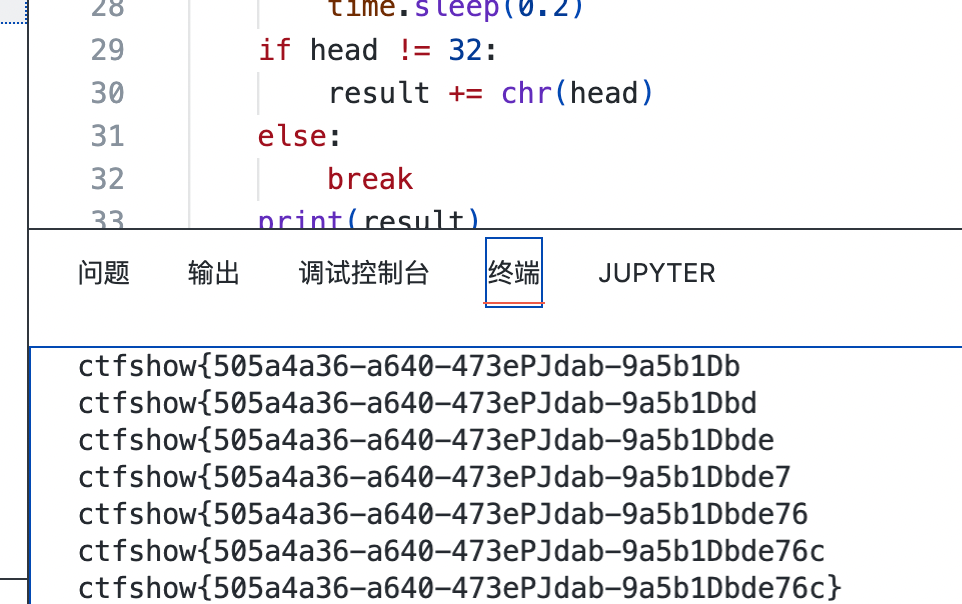 28 time.sleep(0.2)
29 if head != 32:
30 result += chr(head)
31 else:
32 break
33 print(result)
问题 输出 调试控制台 终端 JUPYTER
ctfshow{505a4a36-a640-473ePJdab-9a5b1Db
ctfshow{505a4a36-a640-473ePJdab-9a5b1Dbd
ctfshow{505a4a36-a640-473ePJdab-9a5b1Dbde
ctfshow{505a4a36-a640-473ePJdab-9a5b1Dbde7
ctfshow{505a4a36-a640-473ePJdab-9a5b1Dbde76
ctfshow{505a4a36-a640-473ePJdab-9a5b1Dbde76c
ctfshow{505a4a36-a640-473ePJdab-9a5b1Dbde76c}